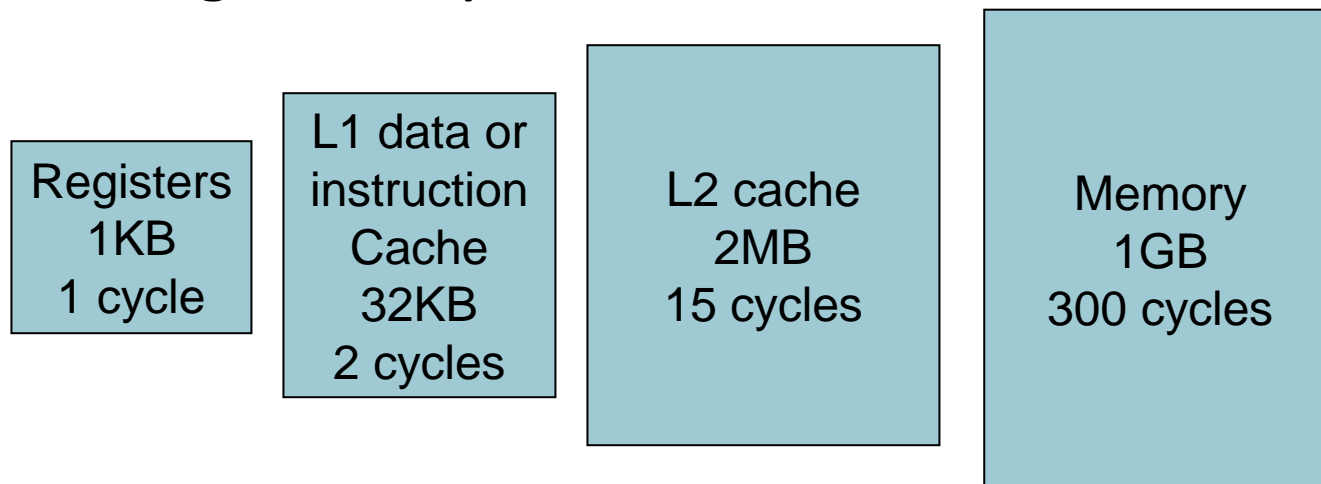 Registers
1KB
1 cycle
L1 data or
instruction
Cache
32KB
2 cycles
L2 cache
2MB
15 cycles
Memory
1GB
300 cycles